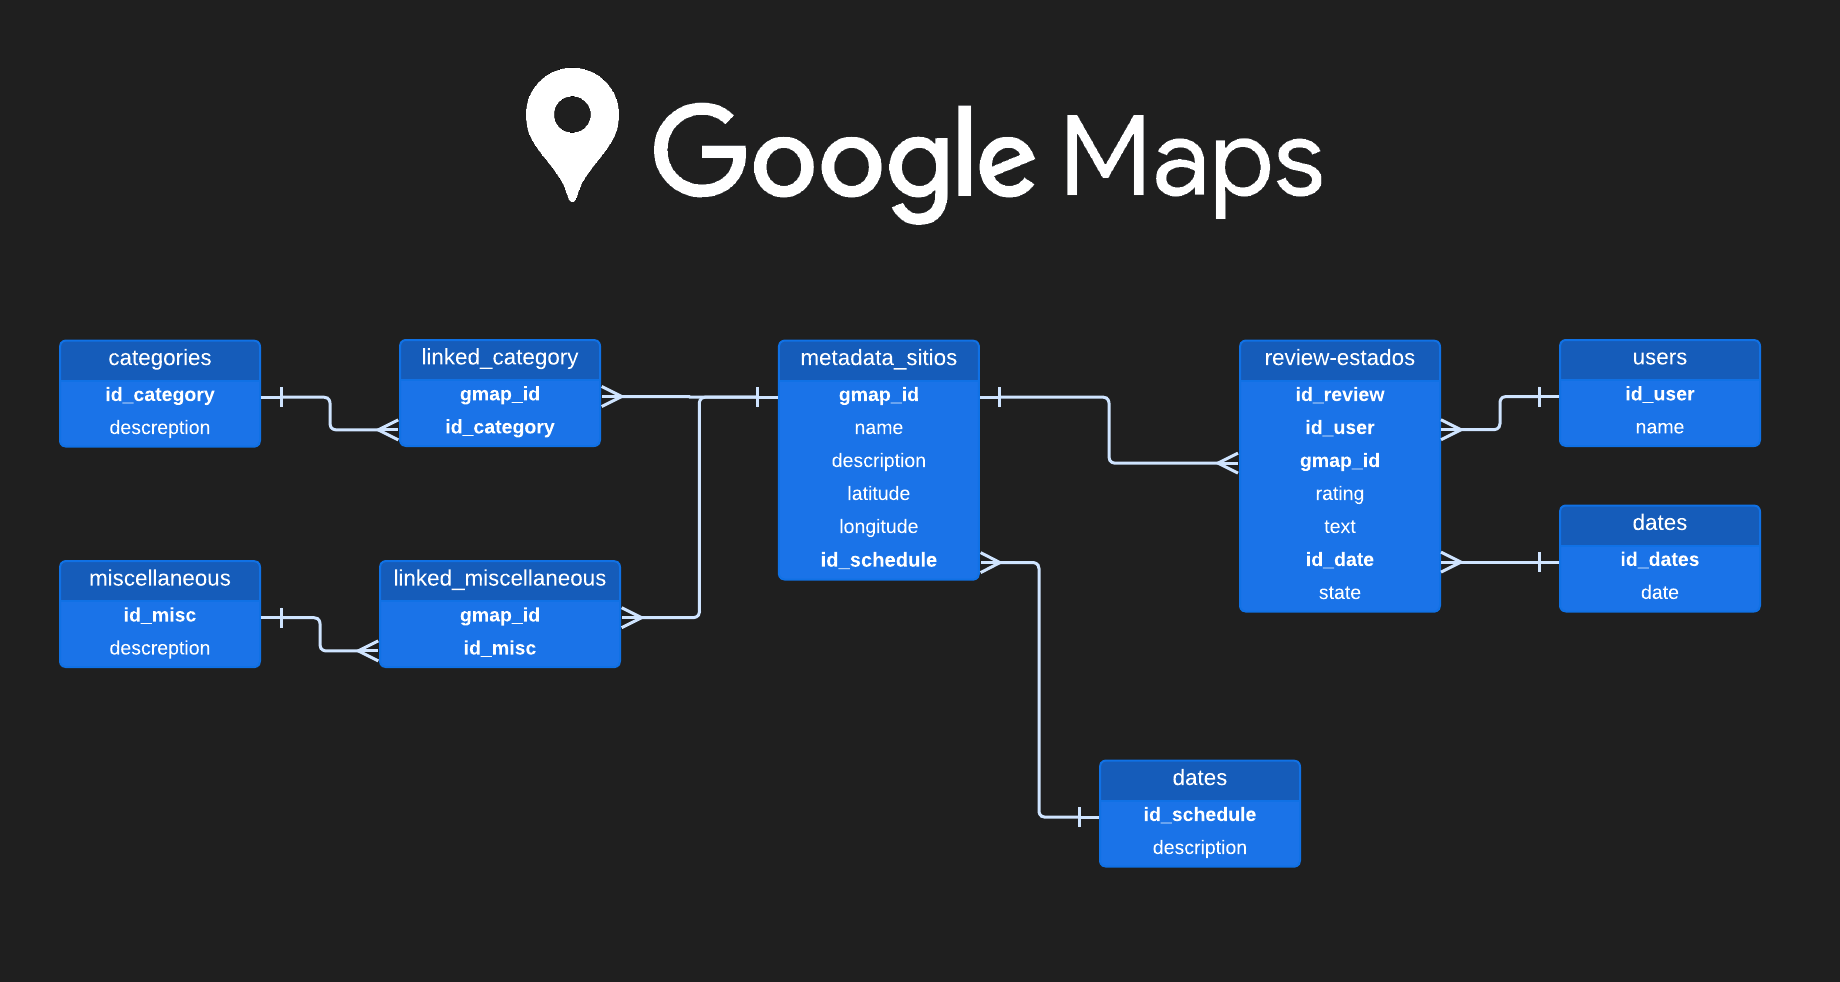 Google Maps
categories
id_category
descreption
linked_category
gmap_id
id_category
metadata_sitios
gmap_id
name
description
latitude
longitude
id_schedule
review-estados
id_review
id_user
gmap_id
rating
text
id_date
state
users
id_user
name
dates
id_dates
date
miscellaneous
id_misc
descreption
linked_miscellaneous
gmap_id
id_misc
dates
id_schedule
description